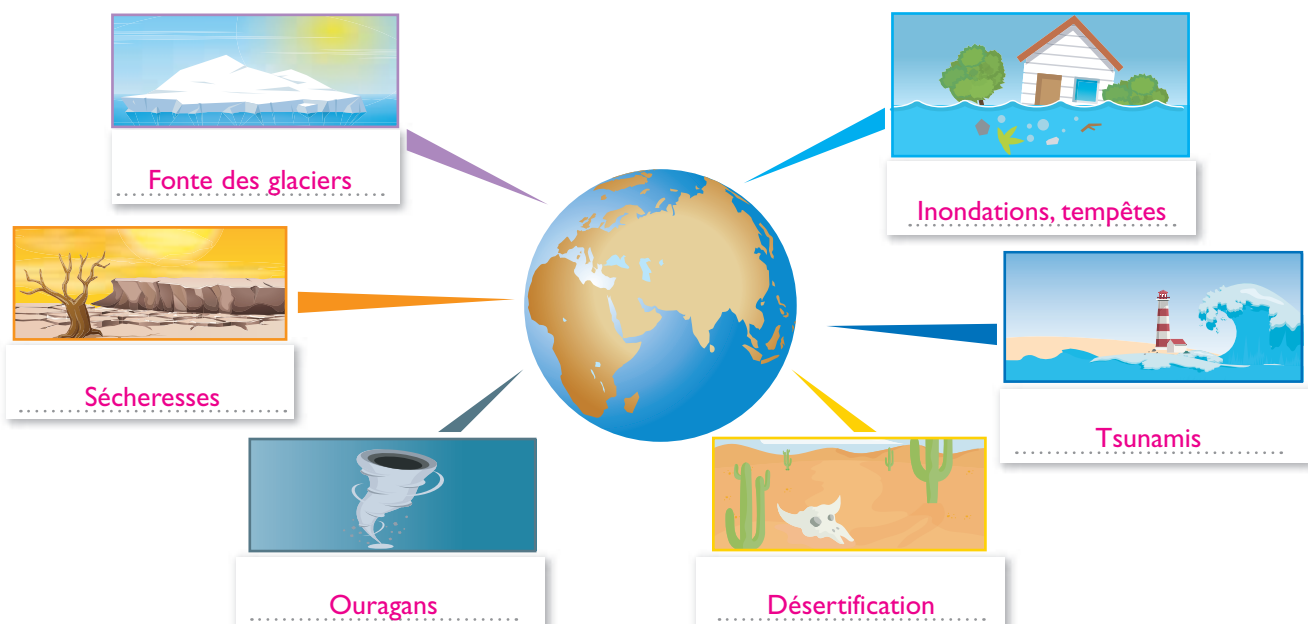 Fonte des glaciers
Inondations, tempêtes
Sécheresses
Tsunamis
Ouragans
Désertification